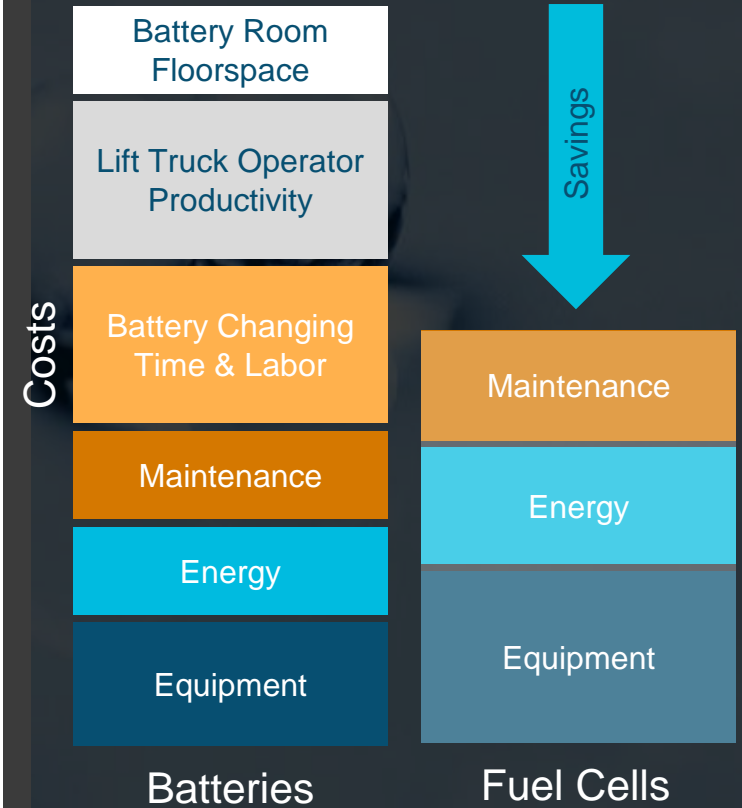 Costs
Battery Room
Floorspace
Lift Truck Operator
Productivity
Battery Changing
Time & Labor
Maintenance
Energy
Equipment
Batteries
Savings
Maintenance
Energy
Equipment
Fuel Cells